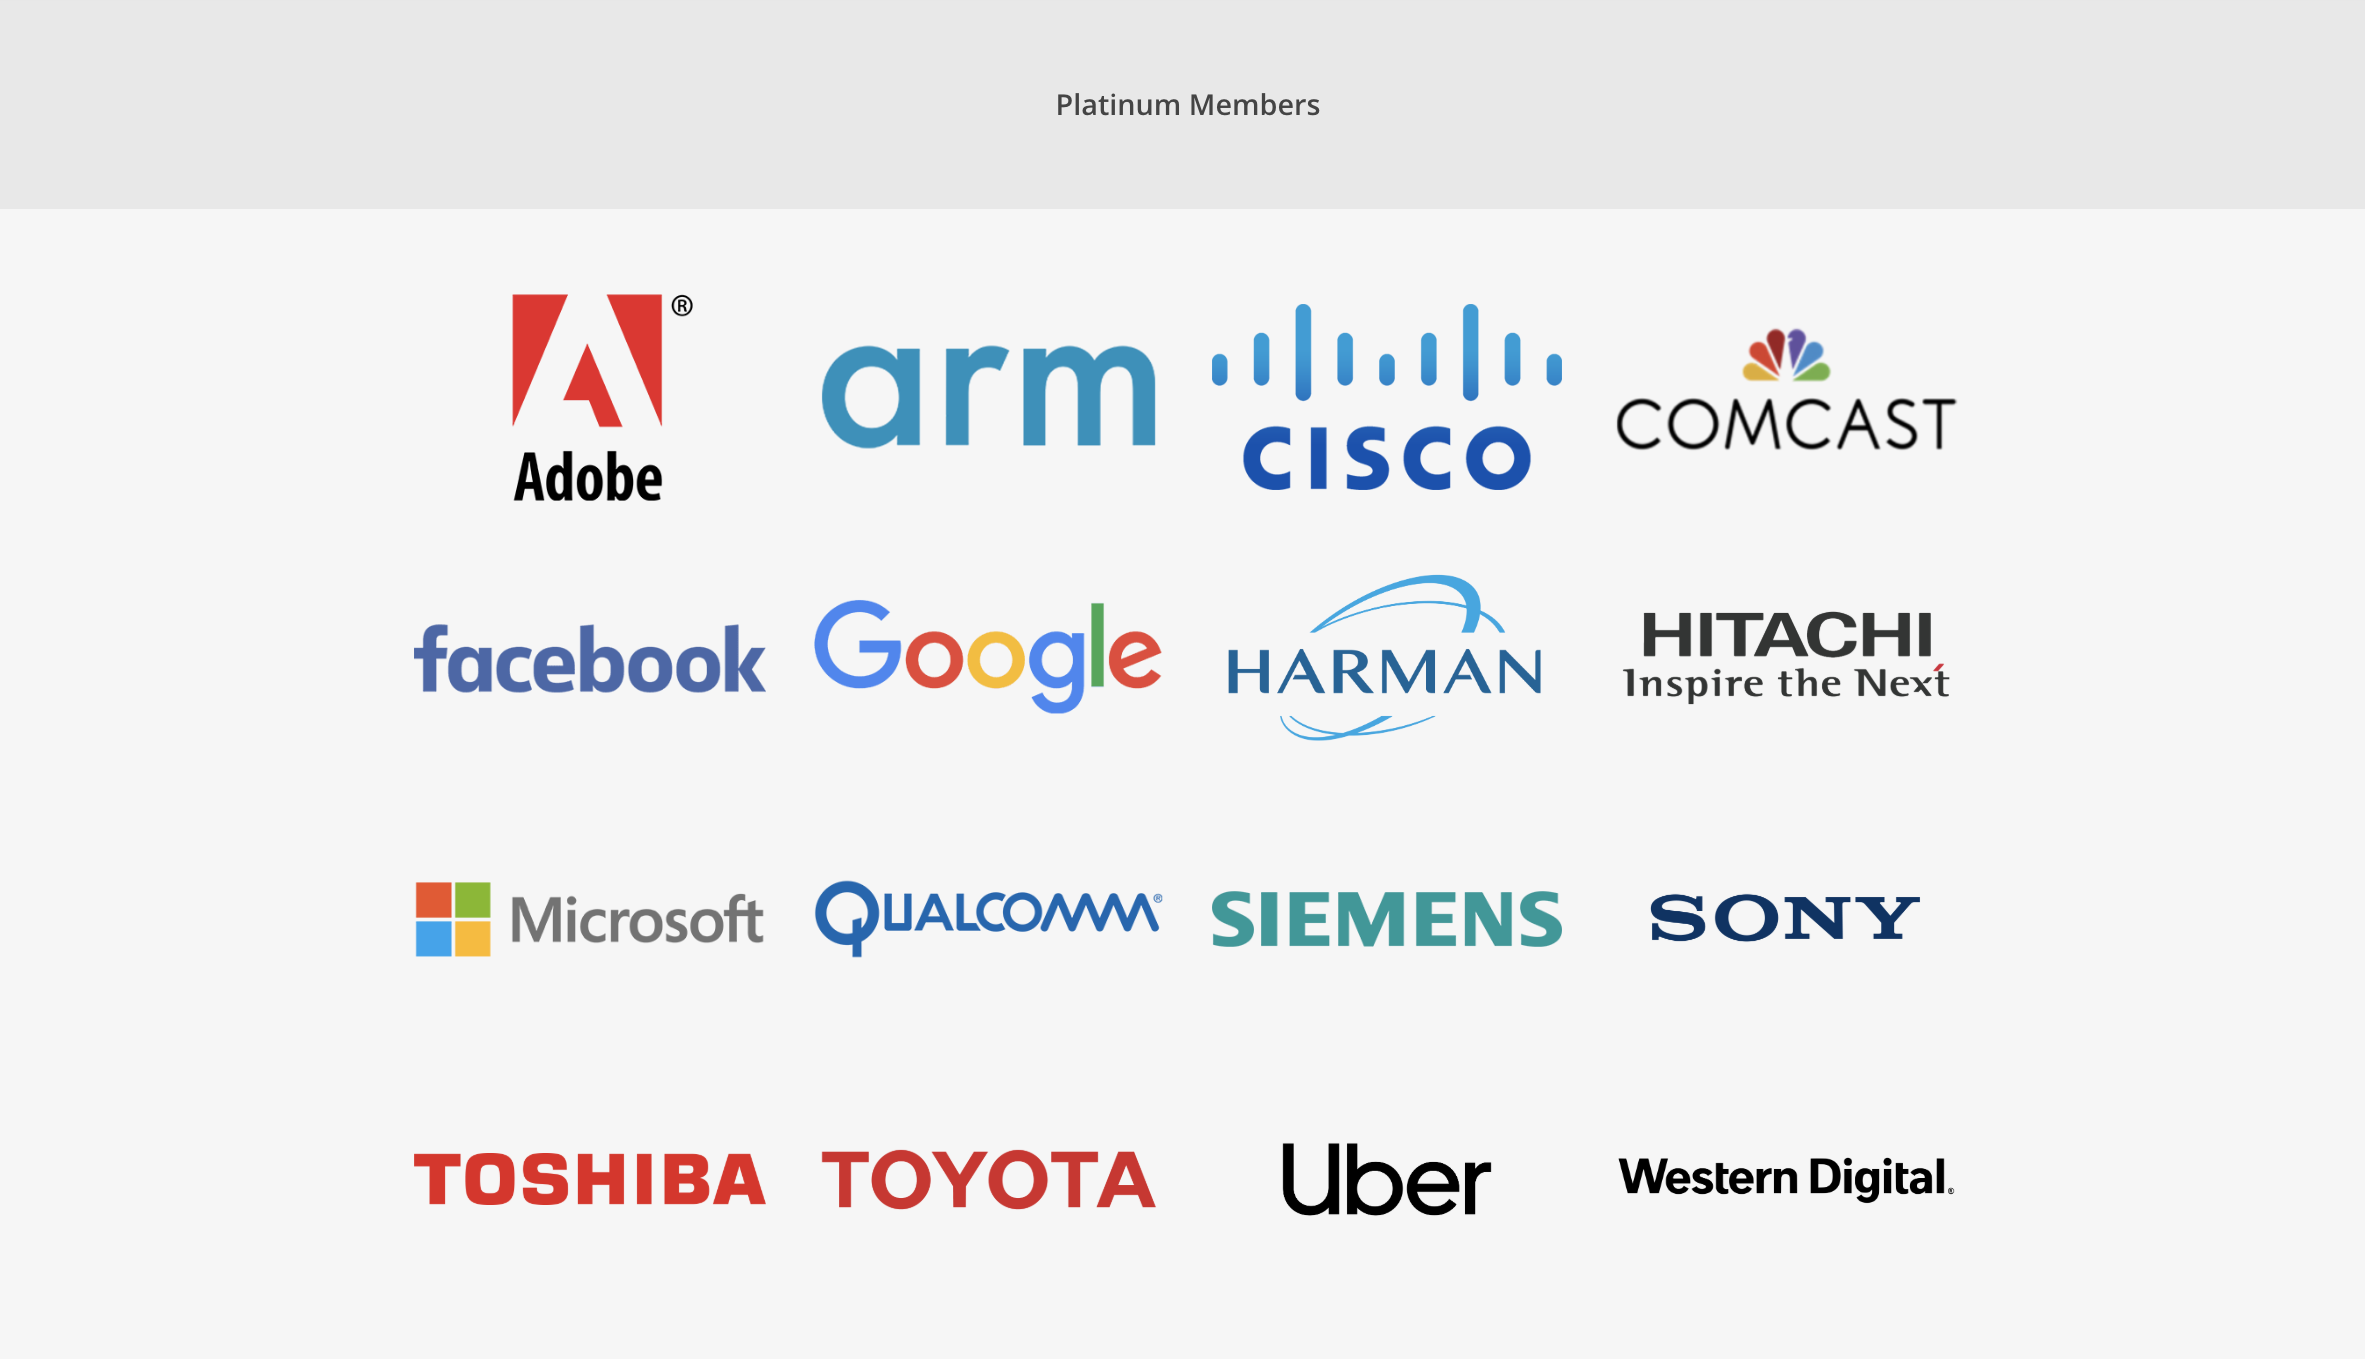 Platinum Members
Adobe®
arm
CISCO
COMCAST
facebook
Google
HARMAN
HITACHI
Inspire the Next
Microsoft
QUALCOMM®
SIEMENS
SONY
TOSHIBA
TOYOTA
Uber
Western Digital®